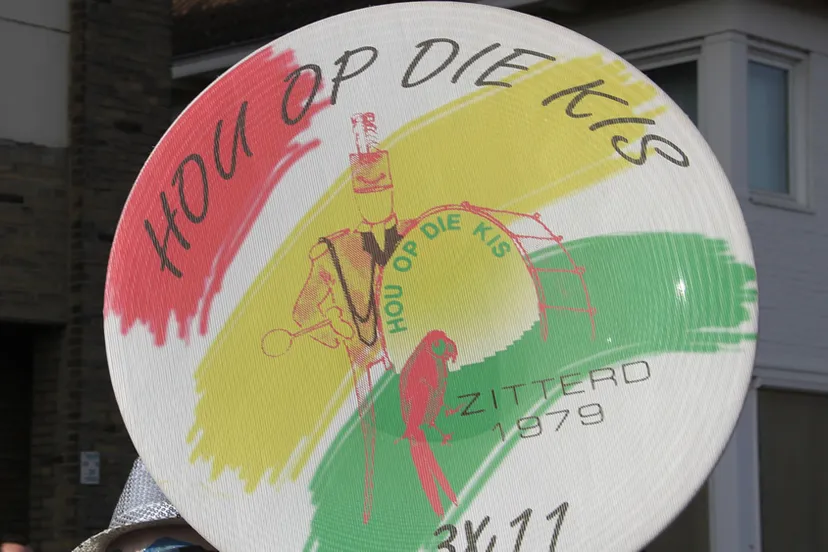 HOU OP DIE KIS
HOU OP DIE KIS
ZITTERD
1979
3X11